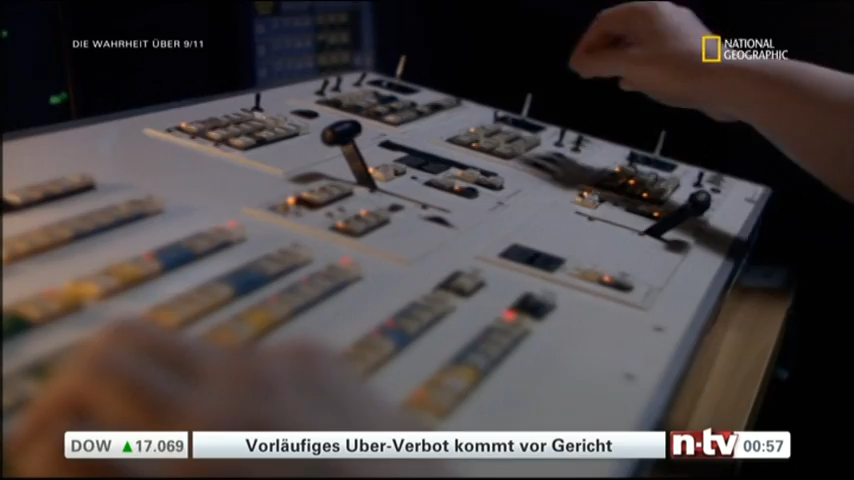 DIE WAHRHEIT ÜBER 9/11
NATIONAL
GEOGRAPHIC
DOW ▲17.069
Vorläufiges Uber-Verbot kommt vor Gericht
n-tv 00:57